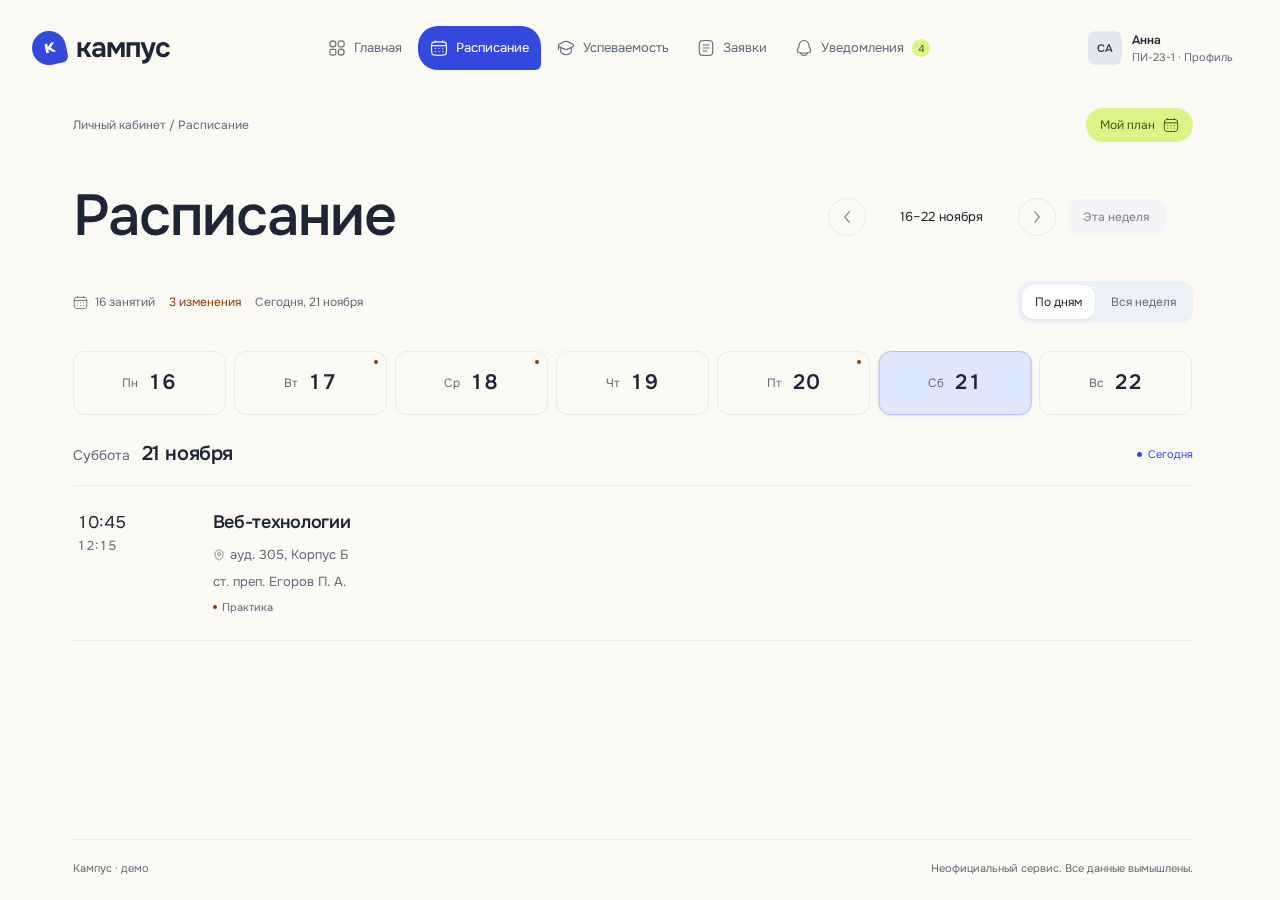 кампус
Главная
Расписание
Успеваемость
Заявки
Уведомления 4
СА
Анна
ПИ-23-1 · Профиль
Личный кабинет / Расписание
Мой план
Расписание
16–22 ноября
Эта неделя
16 занятий 3 изменения Сегодня, 21 ноября
По дням
Вся неделя
Пн 16
Вт 17
Ср 18
Чт 19
Пт 20
Сб 21
Вс 22
Суббота 21 ноября
Сегодня
10:45
12:15
Веб-технологии
ауд. 305, Корпус Б
ст. преп. Егоров П. А.
Практика
Кампус · демо
Неофициальный сервис. Все данные вымышлены.